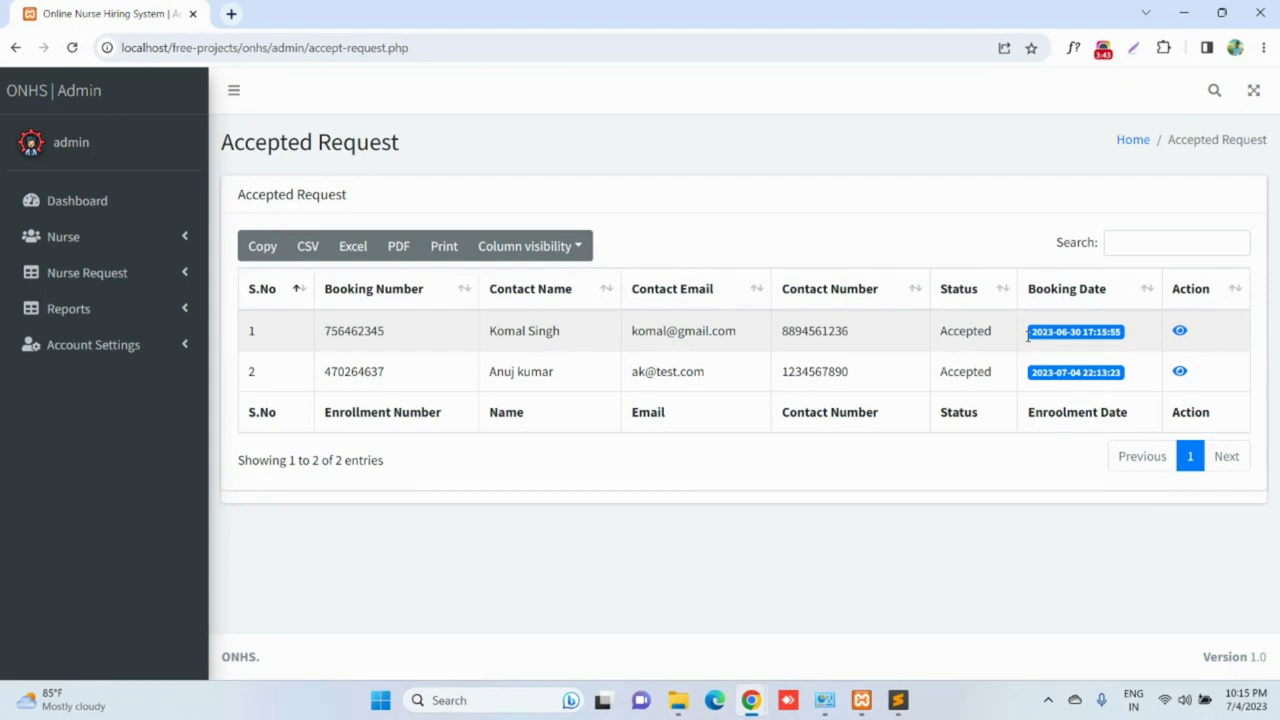 Online Nurse Hiring System | A
localhost/free-projects/onhs/admin/accept-request.php
f?
3:43
ONHS | Admin
admin
Dashboard
Nurse
Nurse Request
Reports
Account Settings
Accepted Request
Home / Accepted Request
Accepted Request
Copy CSV Excel PDF Print Column visibility
Search:
S.No Booking Number Contact Name Contact Email Contact Number Status Booking Date Action
1 756462345 Komal Singh komal@gmail.com 8894561236 Accepted 2023-06-30 17:15:55
2 470264637 Anuj kumar ak@test.com 1234567890 Accepted 2023-07-04 22:13:23
S.No Enrollment Number Name Email Contact Number Status Enroolment Date Action
Showing 1 to 2 of 2 entries
Previous 1 Next
ONHS.
Version 1.0
85°F
Mostly cloudy
Search
ENG
IN
10:15 PM
7/4/2023